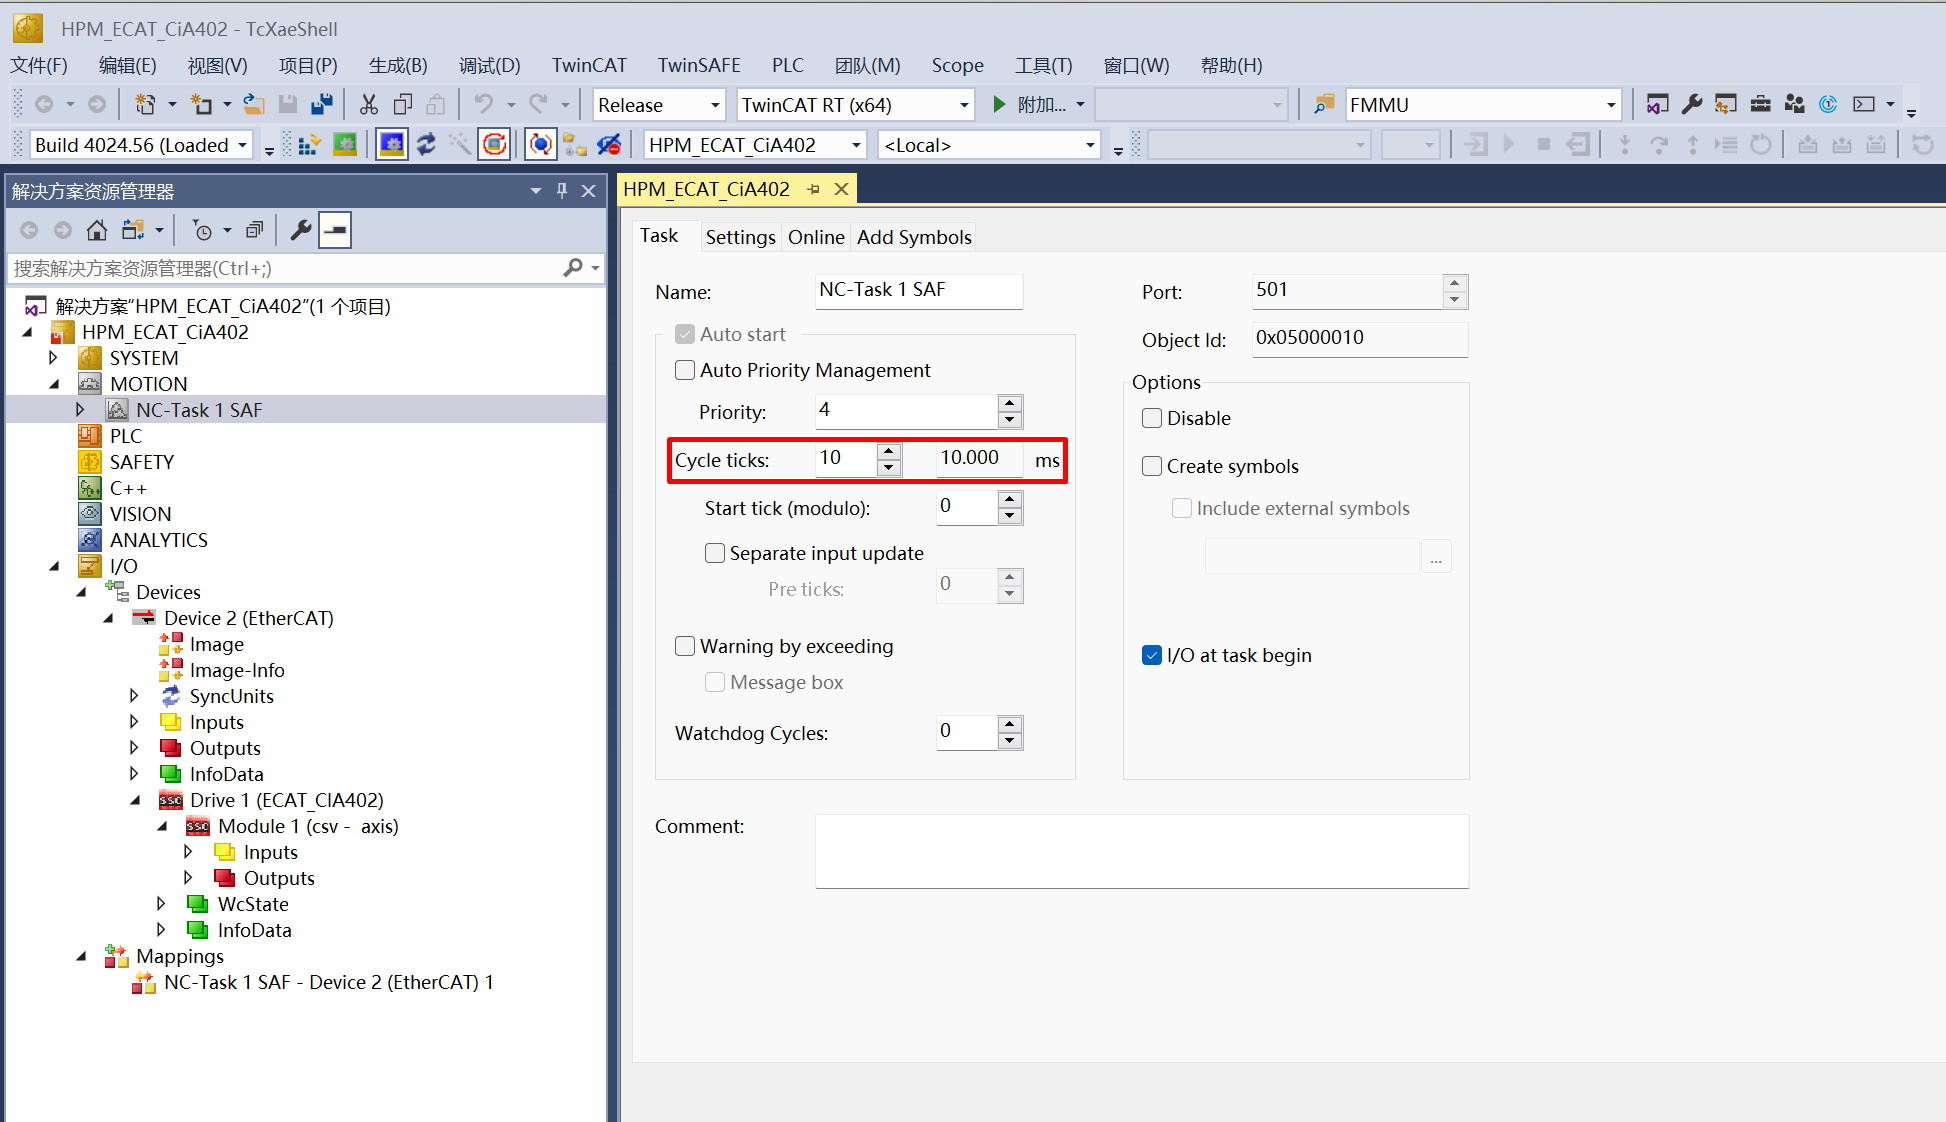 HPM_ECAT_CiA402 - TcXaeShell
文件(F) 编辑(E) 视图(V) 项目(P) 生成(B) 调试(D) TwinCAT TwinSAFE PLC 团队(M) Scope 工具(T) 窗口(W) 帮助(H)
Release TwinCAT RT (x64) 附加... FMMU
Build 4024.56 (Loaded HPM_ECAT_CiA402 <Local>
解决方案资源管理器
搜索解决方案资源管理器(Ctrl+;)
解决方案"HPM_ECAT_CiA402"(1 个项目)
HPM_ECAT_CiA402
SYSTEM
MOTION
NC-Task 1 SAF
PLC
SAFETY
C++
VISION
ANALYTICS
I/O
Devices
Device 2 (EtherCAT)
Image
Image-Info
SyncUnits
Inputs
Outputs
InfoData
Drive 1 (ECAT_CIA402)
Module 1 (csv - axis)
Inputs
Outputs
WcState
InfoData
Mappings
NC-Task 1 SAF - Device 2 (EtherCAT) 1
HPM_ECAT_CiA402
Task Settings Online Add Symbols
Name: NC-Task 1 SAF
Port: 501
Auto start
Object Id: 0x05000010
Auto Priority Management
Priority: 4
Cycle ticks: 10 10.000 ms
Start tick (modulo): 0
Separate input update
Pre ticks: 0
Warning by exceeding
Message box
Watchdog Cycles: 0
Options
Disable
Create symbols
Include external symbols
...
I/O at task begin
Comment: